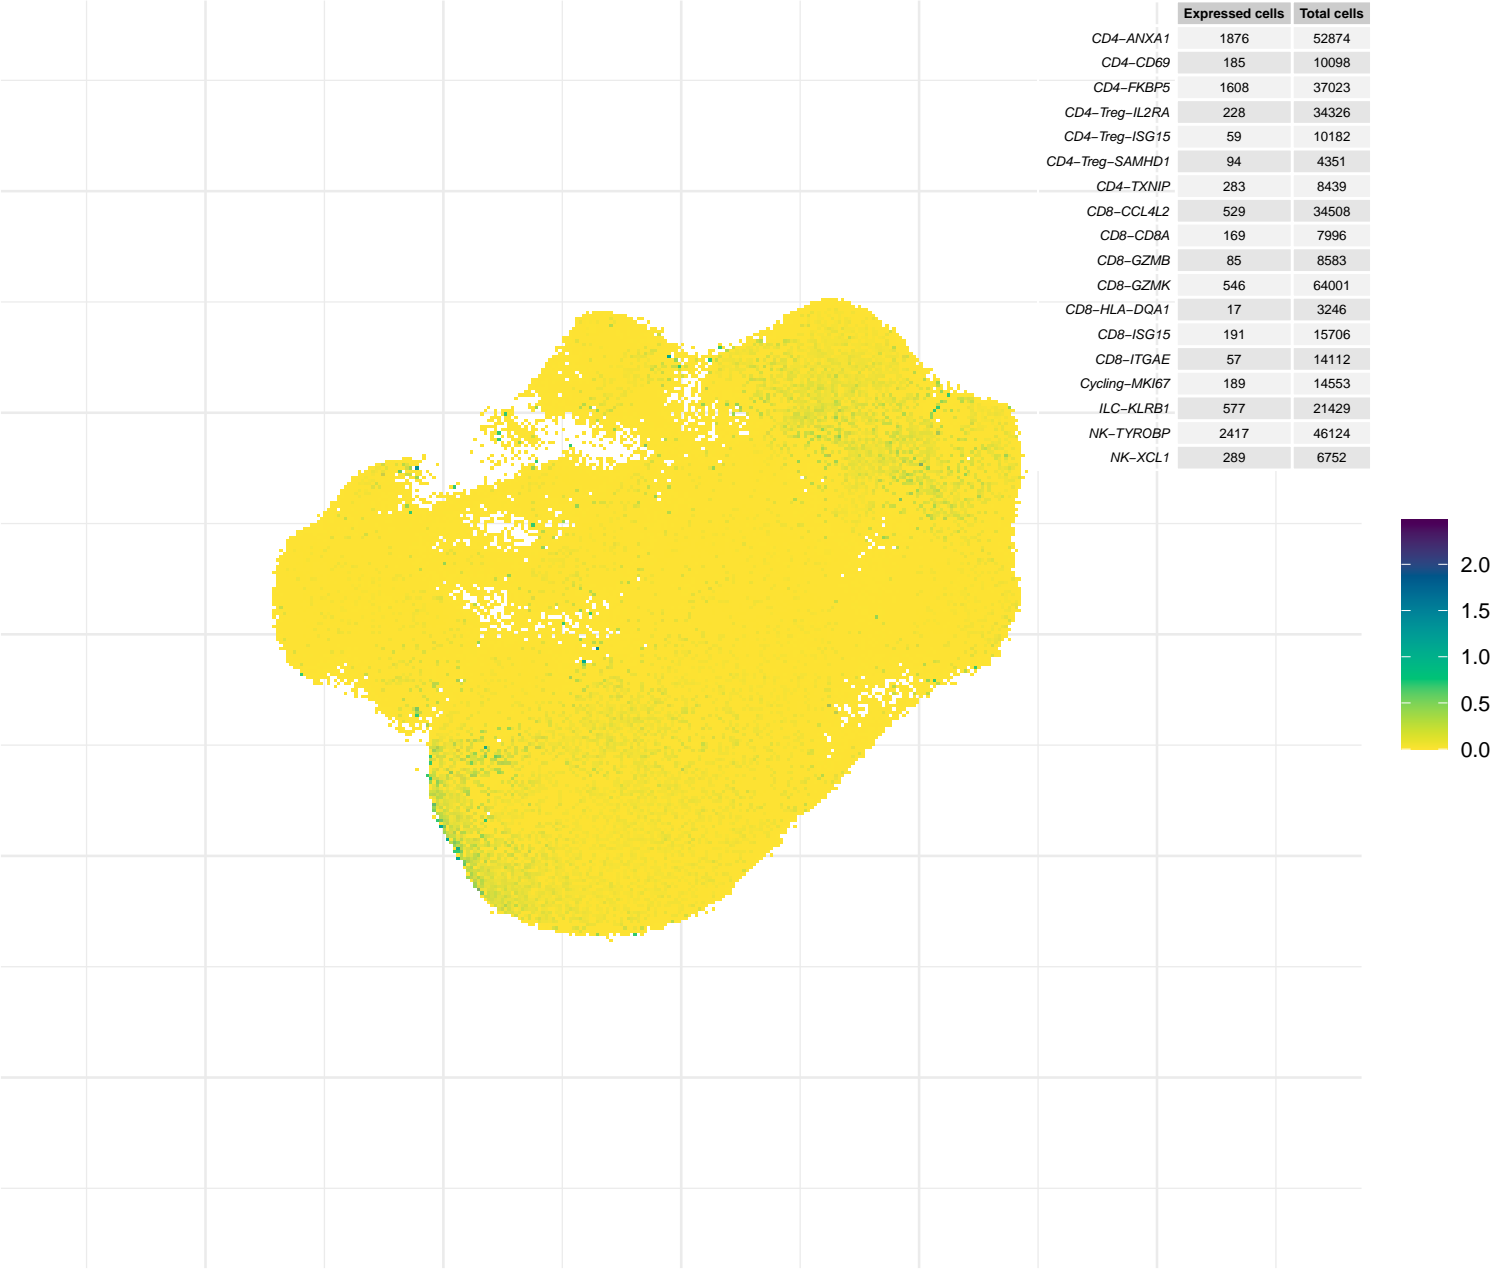 Expressed cells Total cells
CD4−ANXA1 1876 52874
CD4−CD69 185 10098
CD4−FKBP5 1608 37023
CD4−Treg−IL2RA 228 34326
CD4−Treg−ISG15 59 10182
CD4−Treg−SAMHD1 94 4351
CD4−TXNIP 283 8439
CD8−CCL4L2 529 34508
CD8−CD8A 169 7996
CD8−GZMB 85 8583
CD8−GZMK 546 64001
CD8−HLA−DQA1 17 3246
CD8−ISG15 191 15706
CD8−ITGAE 57 14112
Cycling−MKI67 189 14553
ILC−KLRB1 577 21429
NK−TYROBP 2417 46124
NK−XCL1 289 6752
2.0
1.5
1.0
0.5
0.0